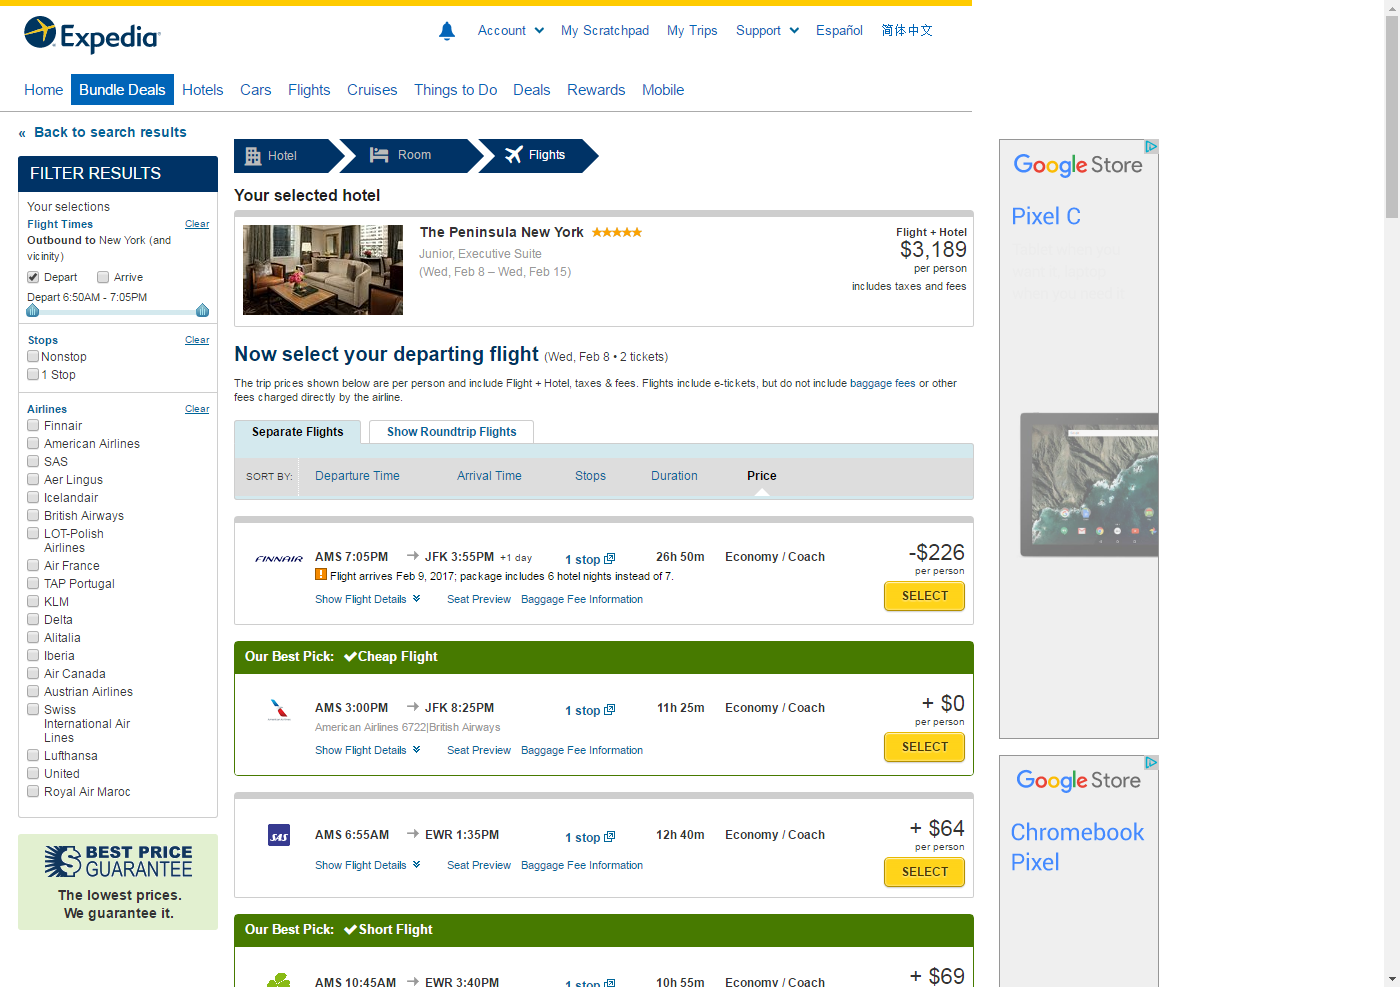 Expedia
Account
My Scratchpad
My Trips
Support
Español
简体中文
Home
Bundle Deals
Hotels
Cars
Flights
Cruises
Things to Do
Deals
Rewards
Mobile
« Back to search results
FILTER RESULTS
Your selections
Flight Times Clear
Outbound to New York (and
vicinity)
Depart Arrive
Depart 6:50AM - 7:05PM
Stops Clear
Nonstop
1 Stop
Airlines Clear
Finnair
American Airlines
SAS
Aer Lingus
Icelandair
British Airways
LOT-Polish
Airlines
Air France
TAP Portugal
KLM
Delta
Alitalia
Iberia
Air Canada
Austrian Airlines
Swiss
International Air
Lines
Lufthansa
United
Royal Air Maroc
BEST PRICE
GUARANTEE
The lowest prices.
We guarantee it.
Hotel
Room
Flights
Your selected hotel
The Peninsula New York
Junior, Executive Suite
(Wed, Feb 8 – Wed, Feb 15)
Flight + Hotel
$3,189
per person
includes taxes and fees
Now select your departing flight (Wed, Feb 8 • 2 tickets)
The trip prices shown below are per person and include Flight + Hotel, taxes & fees. Flights include e-tickets, but do not include baggage fees or other
fees charged directly by the airline.
Separate Flights
Show Roundtrip Flights
SORT BY: Departure Time Arrival Time Stops Duration Price
FINNAIR AMS 7:05PM JFK 3:55PM +1 day 1 stop 26h 50m Economy / Coach -$226
per person
Flight arrives Feb 9, 2017; package includes 6 hotel nights instead of 7.
Show Flight Details Seat Preview Baggage Fee Information SELECT
Our Best Pick: Cheap Flight
AMS 3:00PM JFK 8:25PM 1 stop 11h 25m Economy / Coach + $0
per person
American Airlines 6722|British Airways
Show Flight Details Seat Preview Baggage Fee Information SELECT
SAS AMS 6:55AM EWR 1:35PM 1 stop 12h 40m Economy / Coach + $64
per person
Show Flight Details Seat Preview Baggage Fee Information SELECT
Our Best Pick: Short Flight
AMS 10:45AM EWR 3:40PM 1 stop 10h 55m Economy / Coach + $69
Google Store
Pixel C
Google Store
Chromebook
Pixel